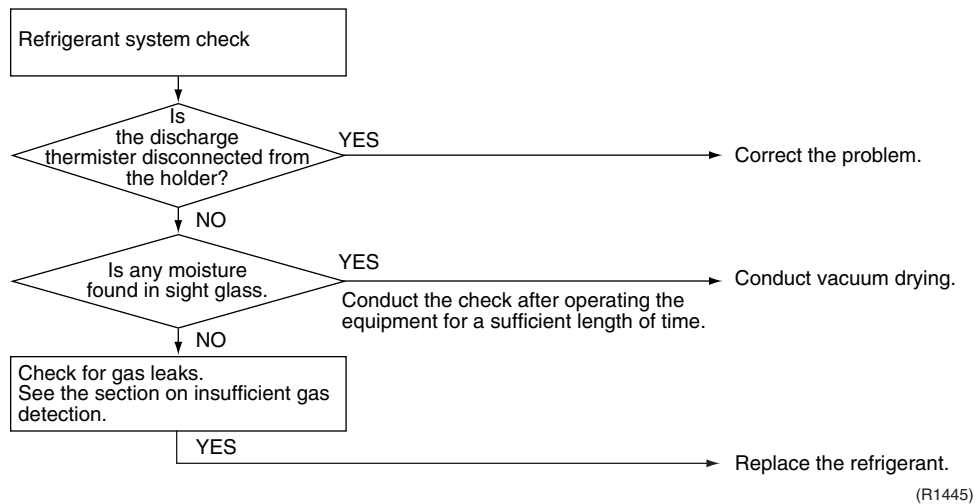 Refrigerant system check
Is
the discharge
thermister disconnected from
the holder?
YES
Correct the problem.
NO
Is any moisture
found in sight glass.
YES
Conduct the check after operating the
equipment for a sufficient length of time.
Conduct vacuum drying.
NO
Check for gas leaks.
See the section on insufficient gas
detection.
YES
Replace the refrigerant.
(R1445)